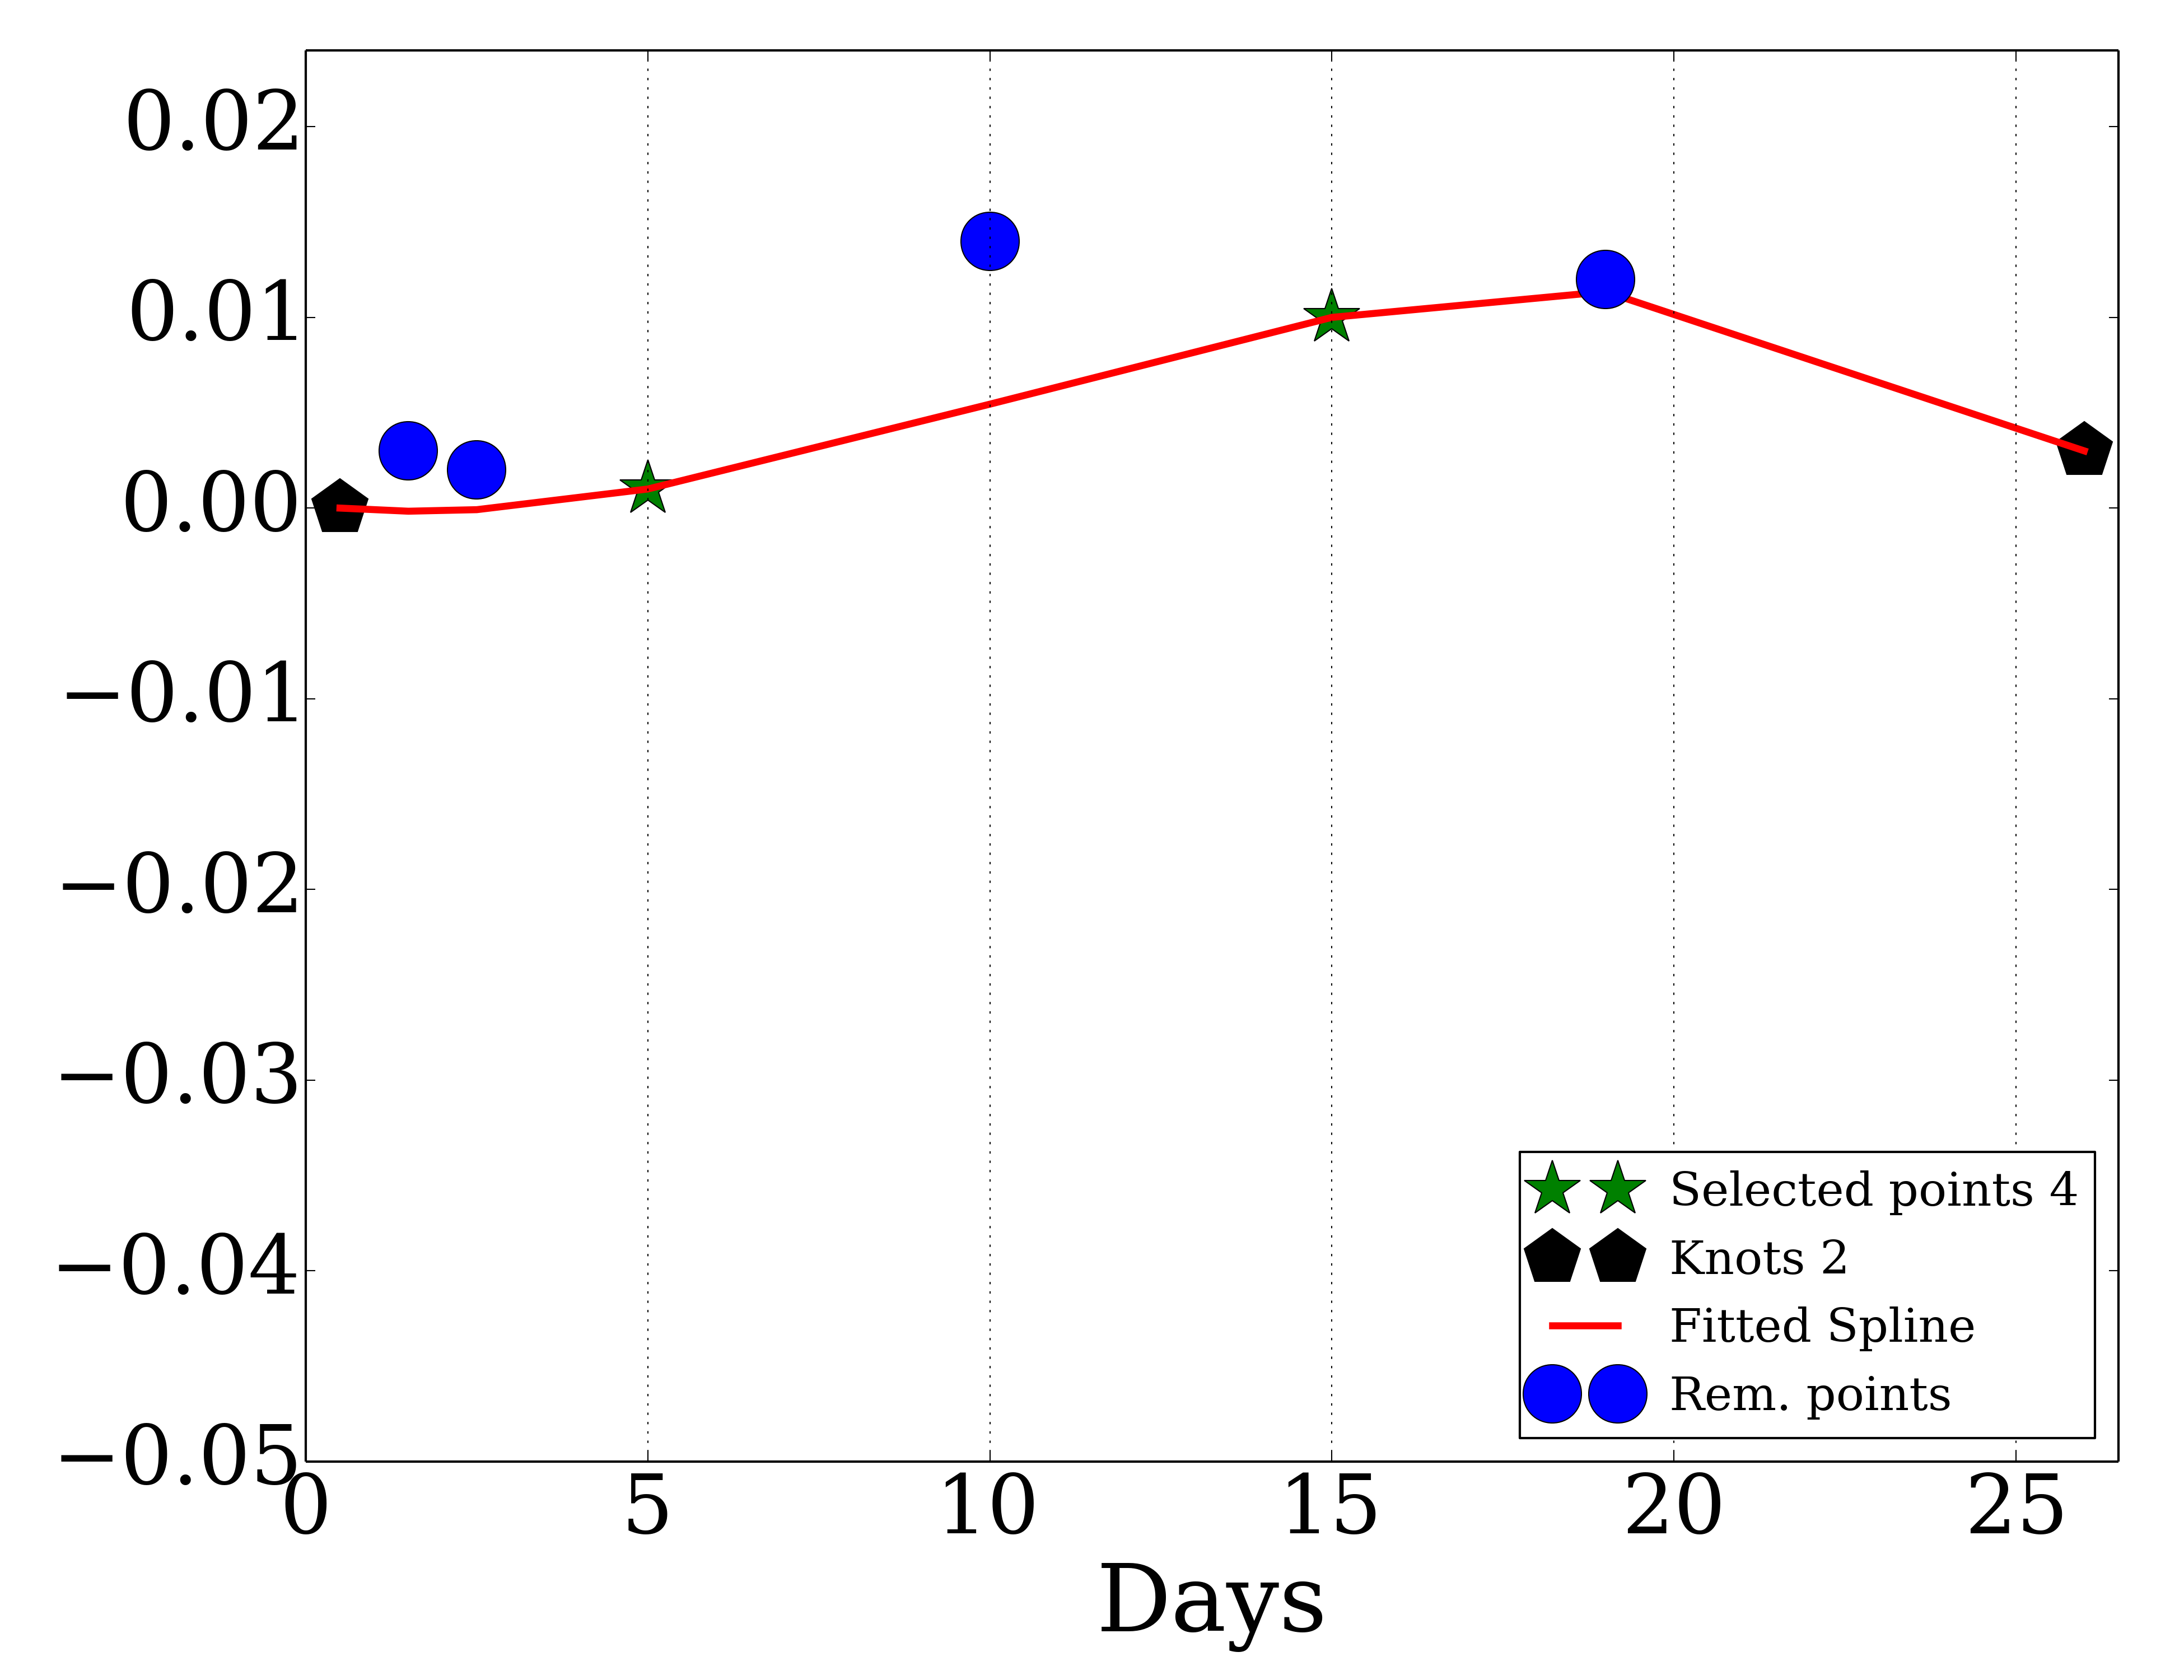 0.02
0.01
0.00
−0.01
−0.02
−0.03
−0.04
−0.05
0 5 10 15 20 25
Days
Selected points 4
Knots 2
Fitted Spline
Rem. points